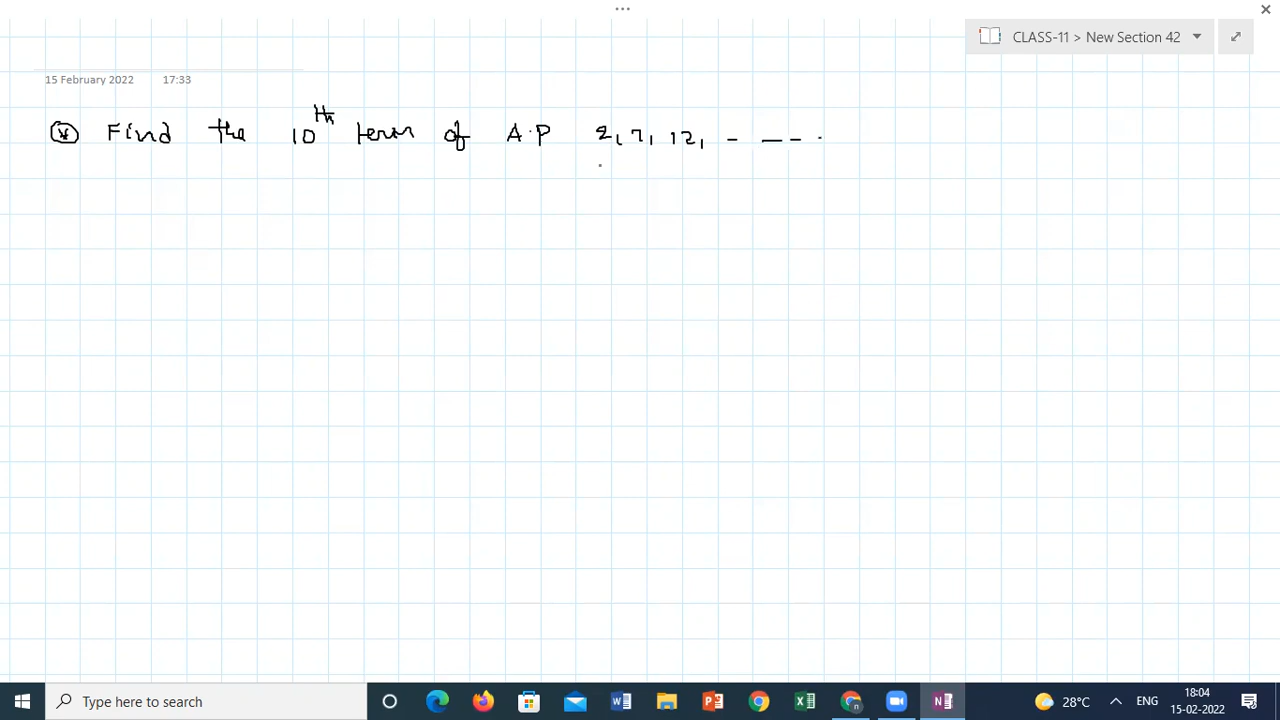 CLASS-11 > New Section 42
15 February 2022 17:33
Find the 10th term of A.P 2, 7, 12, - — - .
Type here to search
28°C ENG 18:04
15-02-2022